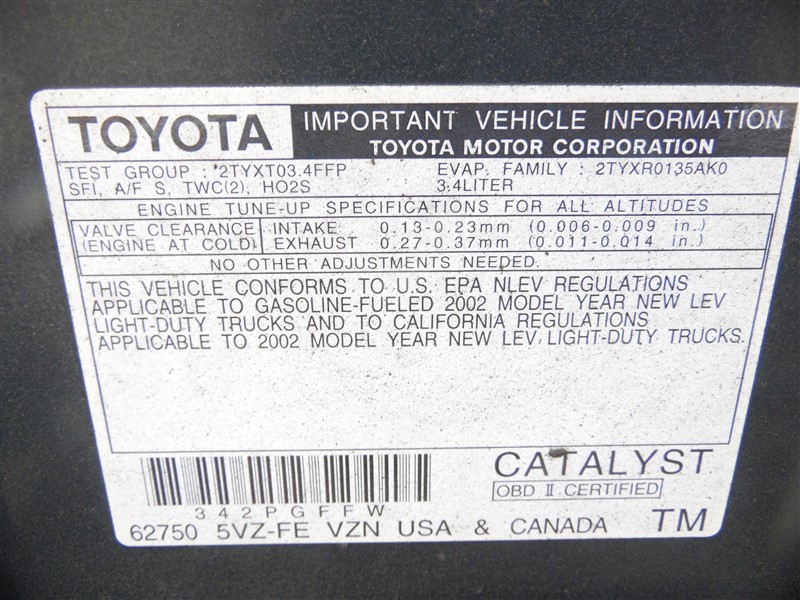 TOYOTA
IMPORTANT VEHICLE INFORMATION
TOYOTA MOTOR CORPORATION
TEST GROUP : 2TYXT03.4FFP EVAP. FAMILY : 2TYXR0135AK0
SFI, A/F S, TWC(2), HO2S 3.4LITER
ENGINE TUNE-UP SPECIFICATIONS FOR ALL ALTITUDES
VALVE CLEARANCE INTAKE 0.13-0.23mm (0.006-0.009 in.)
(ENGINE AT COLD) EXHAUST 0.27-0.37mm (0.011-0.014 in.)
NO OTHER ADJUSTMENTS NEEDED.
THIS VEHICLE CONFORMS TO U.S. EPA NLEV REGULATIONS
APPLICABLE TO GASOLINE-FUELED 2002 MODEL YEAR NEW LEV
LIGHT-DUTY TRUCKS AND TO CALIFORNIA REGULATIONS
APPLICABLE TO 2002 MODEL YEAR NEW LEV LIGHT-DUTY TRUCKS.
CATALYST
OBD II CERTIFIED
342PGFFW
62750 5VZ-FE VZN USA & CANADA TM